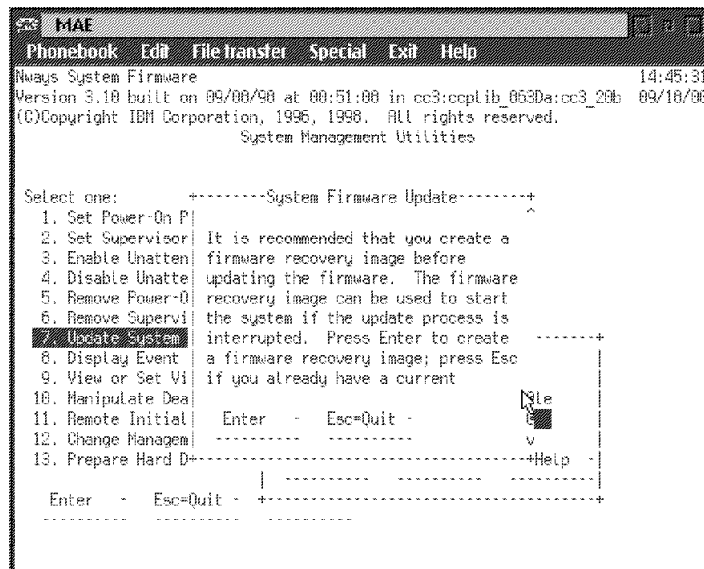 MAE
Phonebook Edit File transfer Special Exit Help
Nways System Firmware 14:45:31
Version 3.10 built on 09/08/98 at 00:51:08 in cc3:ccplib_063Da:cc3_20b 09/18/00
(C)Copyright IBM Corporation, 1996, 1998. All rights reserved.
System Management Utilities
Select one: +--------System Firmware Update--------+
1. Set Power-On P| ^
2. Set Supervisor| It is recommended that you create a
3. Enable Unatten| firmware recovery image before
4. Disable Unatte| updating the firmware. The firmware
5. Remove Power-O| recovery image can be used to start
6. Remove Supervi| the system if the update process is
7. Update System | interrupted. Press Enter to create -------+
8. Display Event | a firmware recovery image; press Esc |
9. View or Set Vi| if you already have a current |
10. Manipulate Dea| le |
11. Remote Initial| Enter - Esc=Quit - |
12. Change Managem| ---------- ---------- v |
13. Prepare Hard D+--------------------------------------+Help -|
| ---------- ---------- ----------|
Enter - Esc=Quit - +--------------------------------------+
---------- ---------- ----------